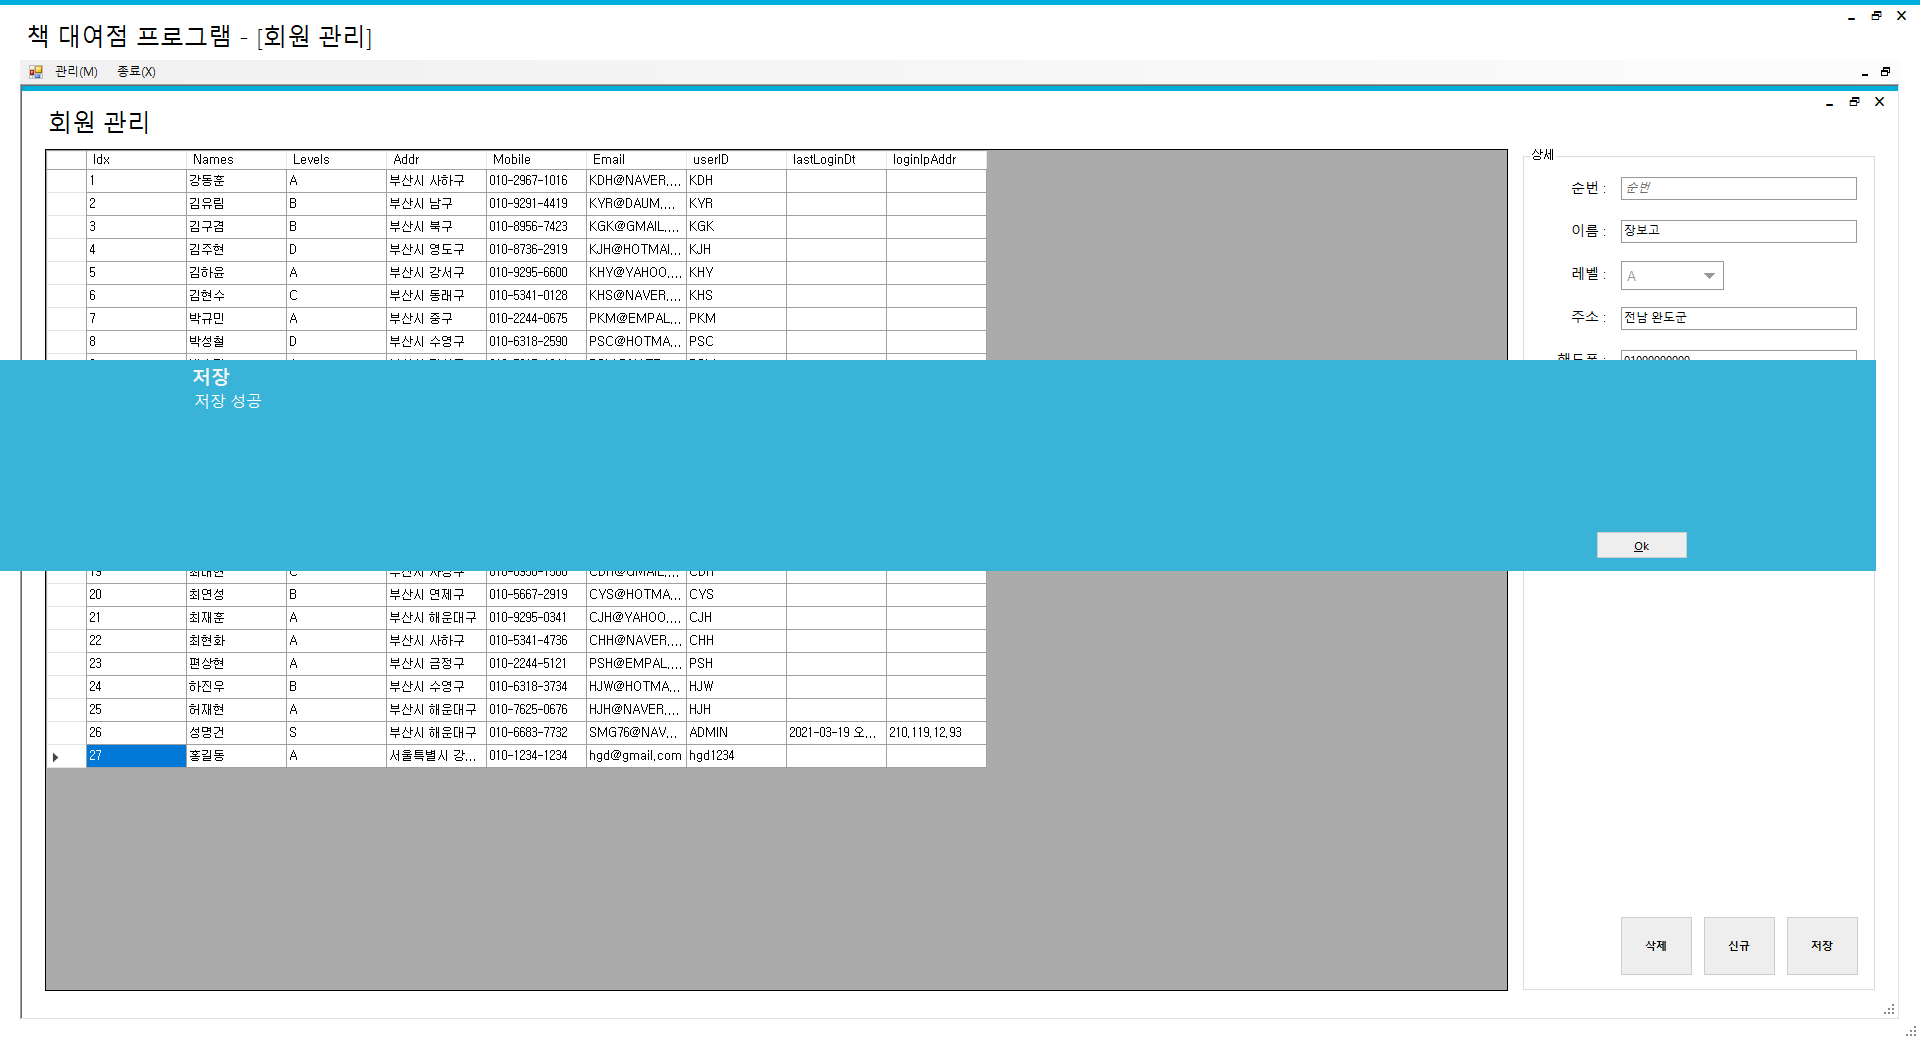 책 대여점 프로그램 - [회원 관리]
관리(M) 종료(X)
회원 관리
Idx Names Levels Addr Mobile Email userID lastLoginDt loginIpAddr
1 강동훈 A 부산시 사하구 010-2967-1016 KDH@NAVER.... KDH
2 김유림 B 부산시 남구 010-9291-4419 KYR@DAUM.... KYR
3 김구겸 B 부산시 북구 010-8956-7423 KGK@GMAIL.... KGK
4 김주현 D 부산시 영도구 010-8736-2919 KJH@HOTMAI... KJH
5 김하윤 A 부산시 강서구 010-9295-6600 KHY@YAHOO.... KHY
6 김현수 C 부산시 동래구 010-5341-0128 KHS@NAVER.... KHS
7 박규민 A 부산시 중구 010-2244-0675 PKM@EMPAL... PKM
8 박성철 D 부산시 수영구 010-6318-2590 PSC@HOTMA... PSC
상세
순번 : 순번
이름 : 장보고
레벨 : A
주소 : 전남 완도군
핸드폰 :
저장
저장 성공
Ok
20 최연성 B 부산시 연제구 010-5667-2919 CYS@HOTMA... CYS
21 최재훈 A 부산시 해운대구 010-9295-0341 CJH@YAHOO.... CJH
22 최현화 A 부산시 사하구 010-5341-4736 CHH@NAVER.... CHH
23 편상현 A 부산시 금정구 010-2244-5121 PSH@EMPAL.... PSH
24 하진우 B 부산시 수영구 010-6318-3734 HJW@HOTMA... HJW
25 허재현 A 부산시 해운대구 010-7625-0676 HJH@NAVER.... HJH
26 성명건 S 부산시 해운대구 010-6683-7732 SMG76@NAV... ADMIN 2021-03-19 오... 210.119.12.93
27 홍길동 A 서울특별시 강... 010-1234-1234 hgd@gmail.com hgd1234
삭제 신규 저장